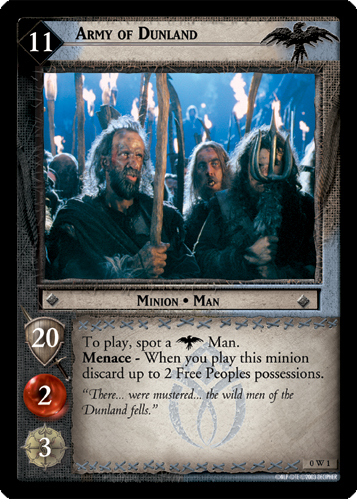 11 Army of Dunland
Minion • Man
20
To play, spot a Man.
Menace - When you play this minion
discard up to 2 Free Peoples possessions.
2
"There... were mustered... the wild men of the
Dunland fells."
3
0 W 1